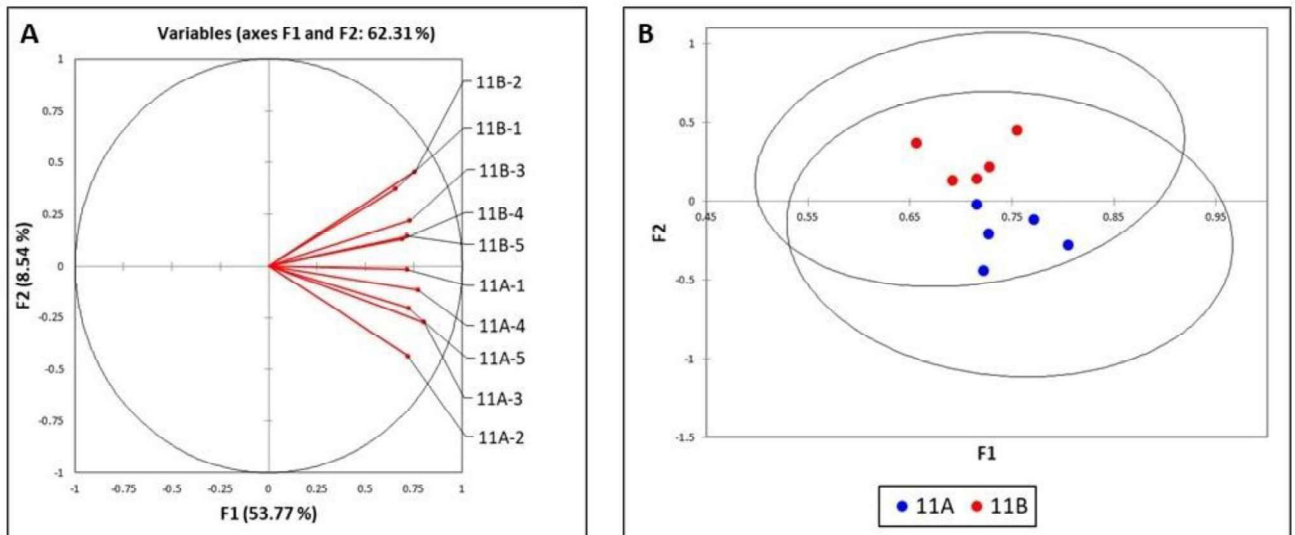 A
Variables (axes F1 and F2: 62.31 %)
1
0.75
0.5
0.25
0
-0.25
-0.5
-0.75
-1
-1 -0.75 -0.5 -0.25 0 0.25 0.5 0.75 1
F2 (8.54 %)
F1 (53.77 %)
11B-2
11B-1
11B-3
11B-4
11B-5
11A-1
11A-4
11A-5
11A-3
11A-2
B
1
0.5
0
-0.5
-1
-1.5
0.45 0.55 0.65 0.75 0.85 0.95
F2
F1
11A 11B